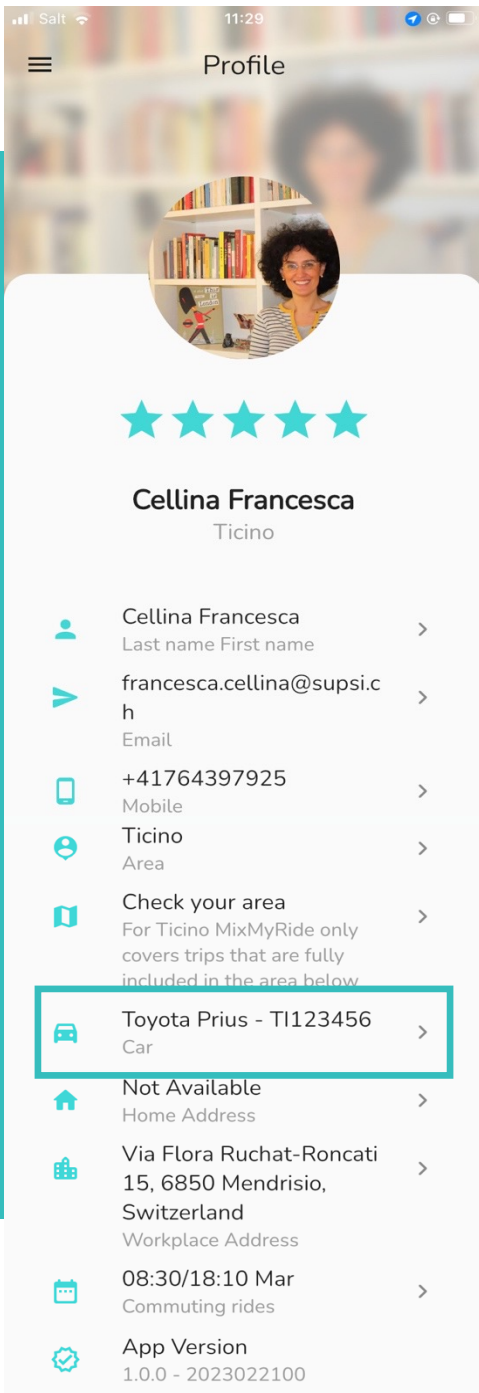 Salt
11:29
Profile
Cellina Francesca
Ticino
Cellina Francesca
Last name First name
francesca.cellina@supsi.c
h
Email
+41764397925
Mobile
Ticino
Area
Check your area
For Ticino MixMyRide only
covers trips that are fully
included in the area below
Toyota Prius - TI123456
Car
Not Available
Home Address
Via Flora Ruchat-Roncati
15, 6850 Mendrisio,
Switzerland
Workplace Address
08:30/18:10 Mar
Commuting rides
App Version
1.0.0 - 2023022100